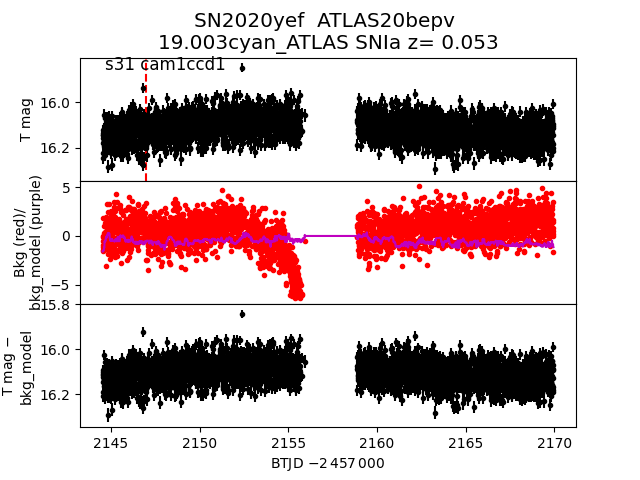 SN2020yef  ATLAS20bepv
19.003cyan_ATLAS SNIa z= 0.053
s31 cam1ccd1
T mag
16.0
16.2
Bkg (red)/
bkg_model (purple)
5
0
−5
T mag −
bkg_model
15.8
16.0
16.2
2145 2150 2155 2160 2165 2170
BTJD −2 457 000